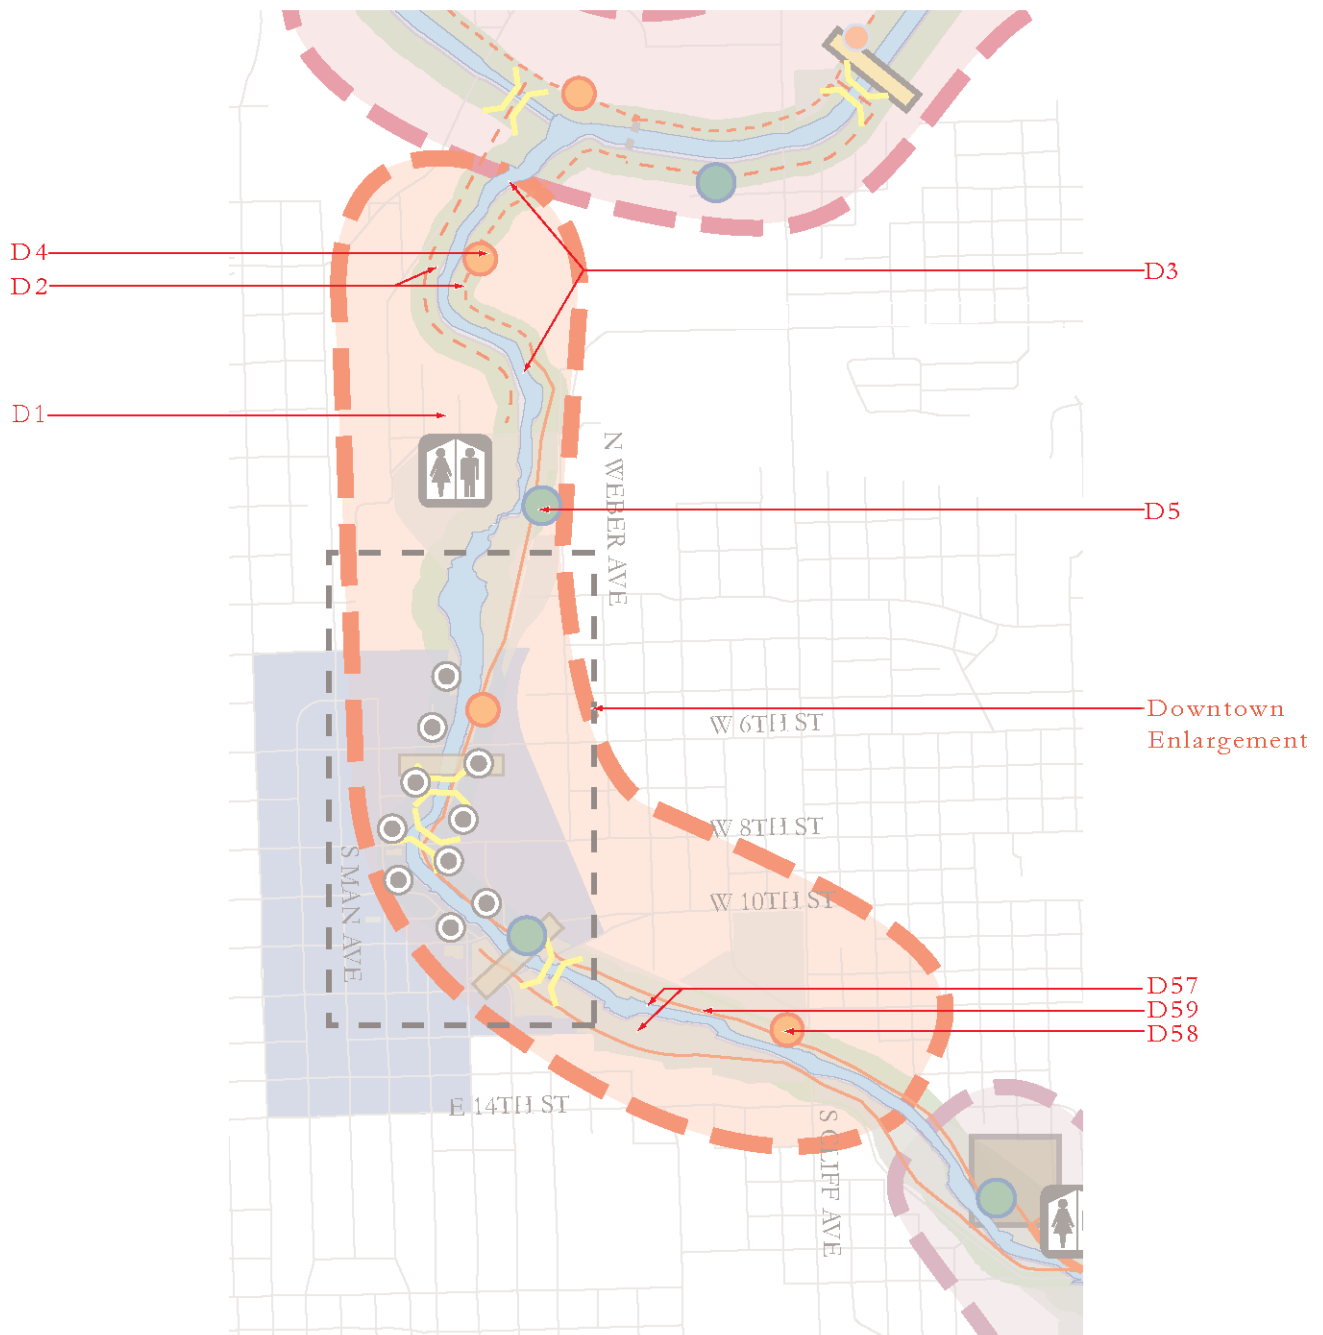 D4
D3
D2
D1
N WEBER AVE
D5
Downtown
Enlargement
W 6TH ST
W 8TH ST
S MAN AVE
W 10TH ST
D57
D59
D58
E 14TH ST
S CLIFF AVE